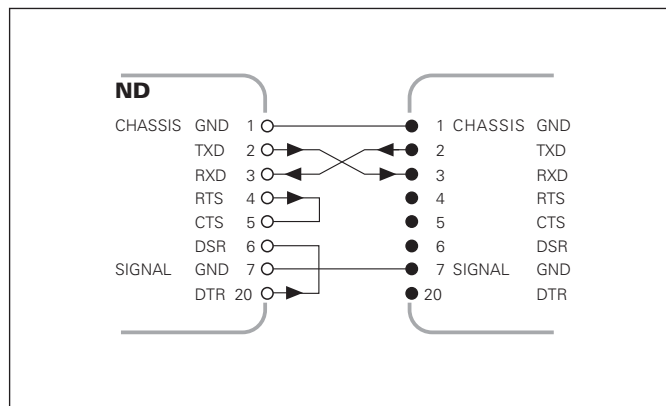 ND
CHASSIS GND 1 1 CHASSIS GND
TXD 2 2 TXD
RXD 3 3 RXD
RTS 4 4 RTS
CTS 5 5 CTS
DSR 6 6 DSR
SIGNAL GND 7 7 SIGNAL GND
DTR 20 20 DTR